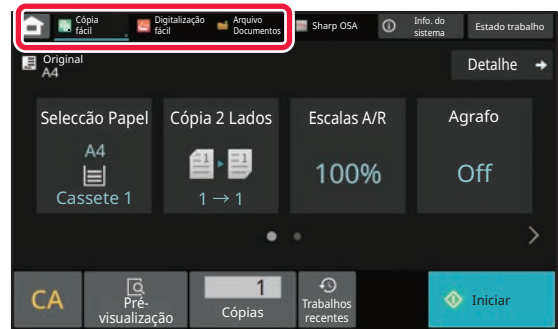 Cópia
fácil
Digitalização
fácil
Arquivo
Documentos
Sharp OSA
Info. do
sistema
Estado trabalho
Original
A4
Detalhe
Selecção Papel
A4
Cassete 1
Cópia 2 Lados
1 → 1
Escalas A/R
100%
Agrafo
Off
CA
Pré-
visualização
1
Cópias
Trabalhos
recentes
Iniciar